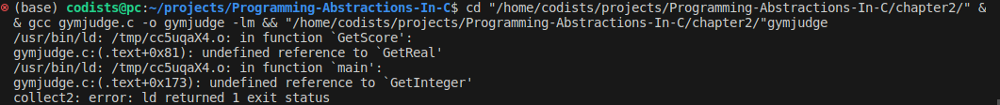 (base) codists@pc:~/projects/Programming-Abstractions-In-C$ cd "/home/codists/projects/Programming-Abstractions-In-C/chapter2/" &
& gcc gymjudge.c -o gymjudge -lm && "/home/codists/projects/Programming-Abstractions-In-C/chapter2/"gymjudge
/usr/bin/ld: /tmp/cc5uqaX4.o: in function `GetScore':
gymjudge.c:(.text+0x81): undefined reference to `GetReal'
/usr/bin/ld: /tmp/cc5uqaX4.o: in function `main':
gymjudge.c:(.text+0x173): undefined reference to `GetInteger'
collect2: error: ld returned 1 exit status